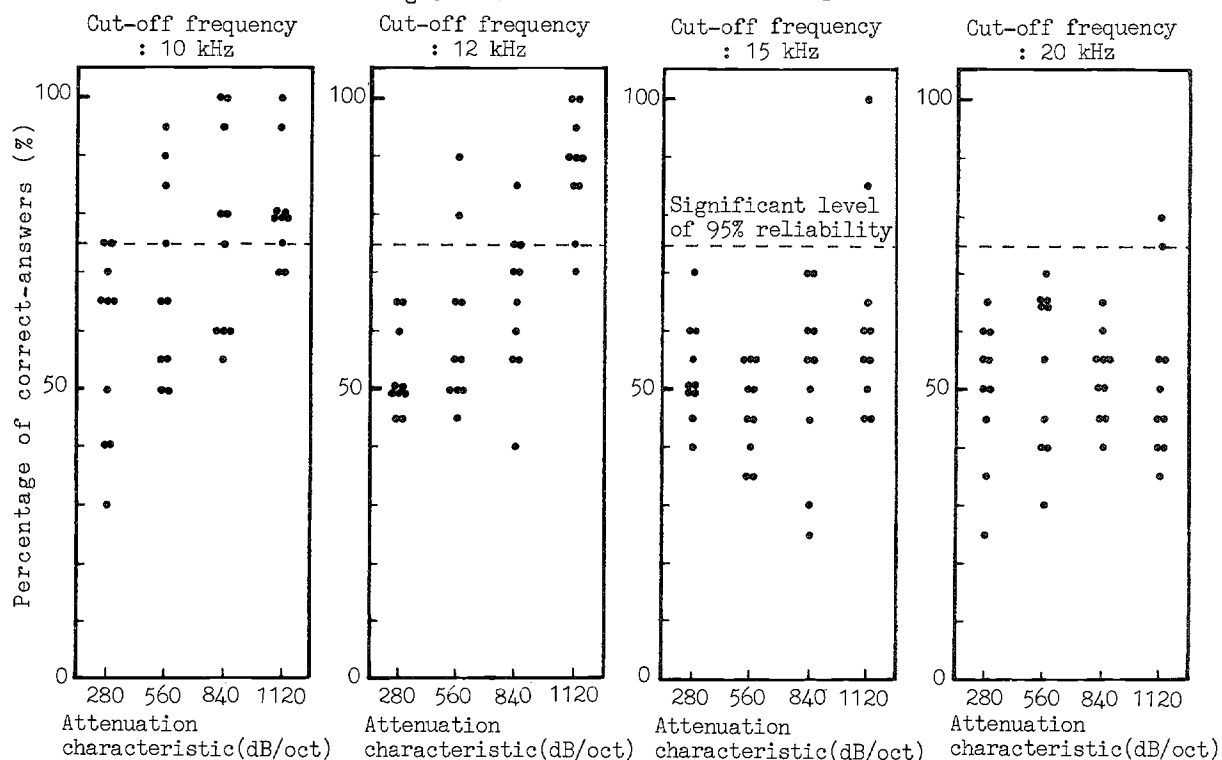 Cut-off frequency
: 10 kHz
Cut-off frequency
: 12 kHz
Cut-off frequency
: 15 kHz
Cut-off frequency
: 20 kHz
Percentage of correct-answers (%)
100
50
0
280 560 840 1120
Attenuation
characteristic(dB/oct)
100
50
0
280 560 840 1120
Attenuation
characteristic(dB/oct)
100
Significant level
of 95% reliability
50
0
280 560 840 1120
Attenuation
characteristic(dB/oct)
100
50
0
280 560 840 1120
Attenuation
characteristic(dB/oct)